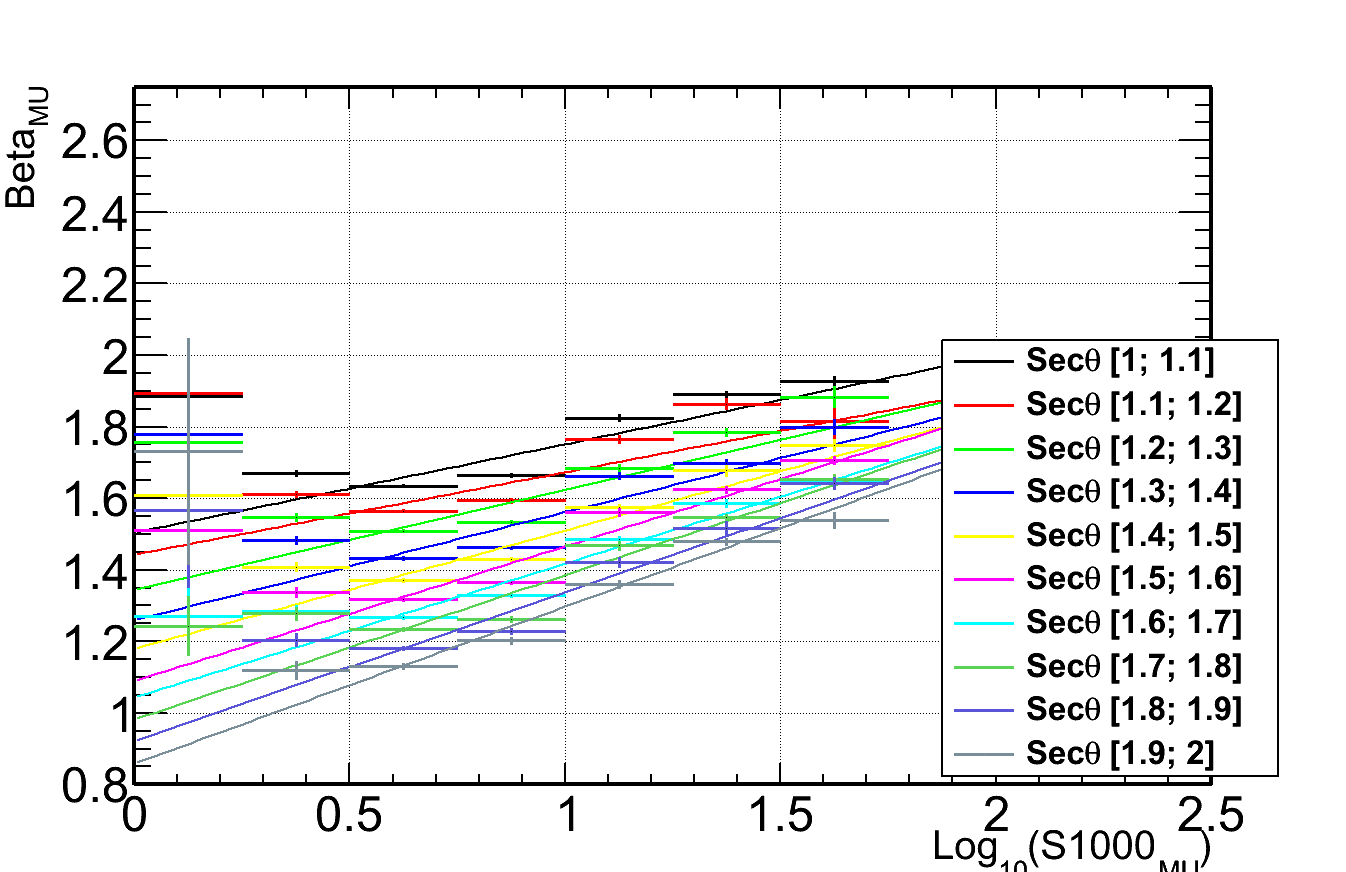 Beta_MU
2.6
2.4
2.2
2
1.8
1.6
1.4
1.2
1
0.8
0 0.5 1 1.5 2 2.5
Log_10(S1000_MU)
Secθ [1; 1.1]
Secθ [1.1; 1.2]
Secθ [1.2; 1.3]
Secθ [1.3; 1.4]
Secθ [1.4; 1.5]
Secθ [1.5; 1.6]
Secθ [1.6; 1.7]
Secθ [1.7; 1.8]
Secθ [1.8; 1.9]
Secθ [1.9; 2]